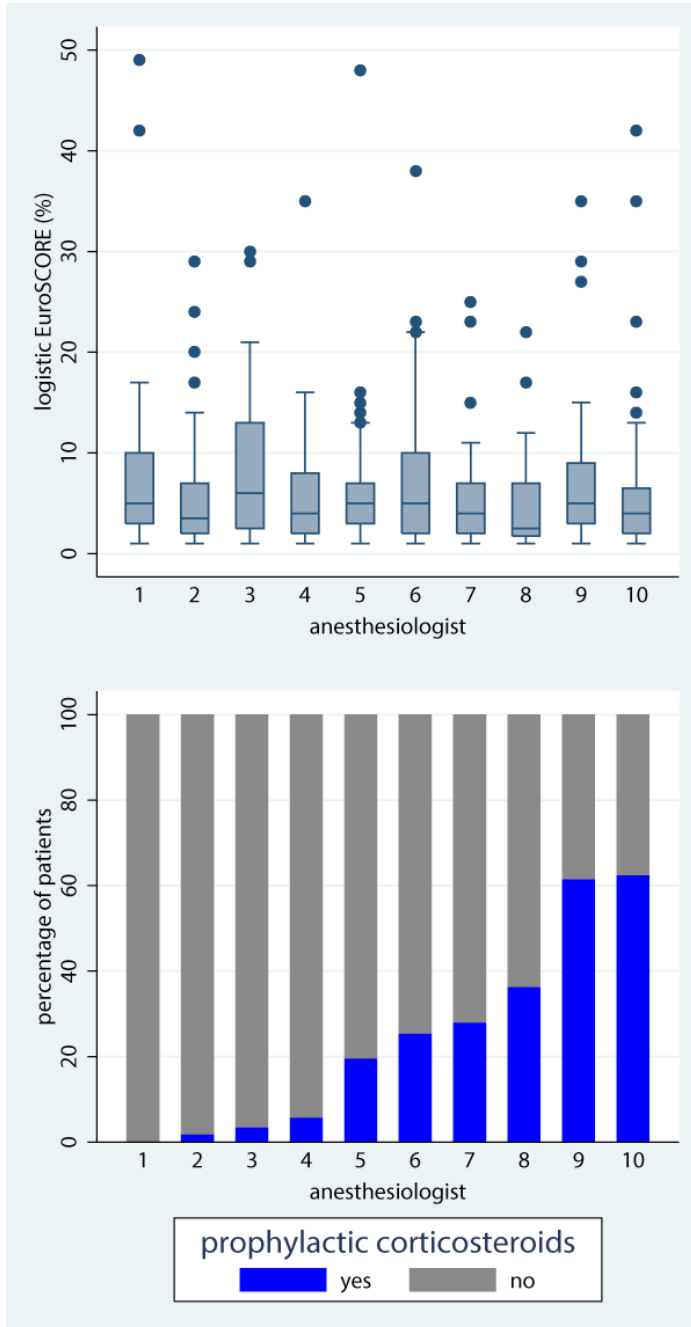 50
40
30
20
10
0
logistic EuroSCORE (%)
1 2 3 4 5 6 7 8 9 10
anesthesiologist
100
80
60
40
20
0
percentage of patients
1 2 3 4 5 6 7 8 9 10
anesthesiologist
prophylactic corticosteroids
yes no